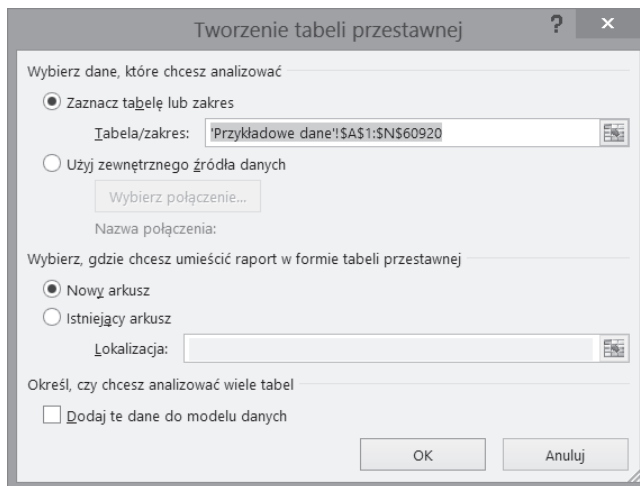 Tworzenie tabeli przestawnej ? ×
Wybierz dane, które chcesz analizować
Zaznacz tabelę lub zakres
Tabela/zakres: 'Przykładowe dane'!$A$1:$N$60920
Użyj zewnętrznego źródła danych
Wybierz połączenie...
Nazwa połączenia:
Wybierz, gdzie chcesz umieścić raport w formie tabeli przestawnej
Nowy arkusz
Istniejący arkusz
Lokalizacja:
Określ, czy chcesz analizować wiele tabel
Dodaj te dane do modelu danych
OK Anuluj